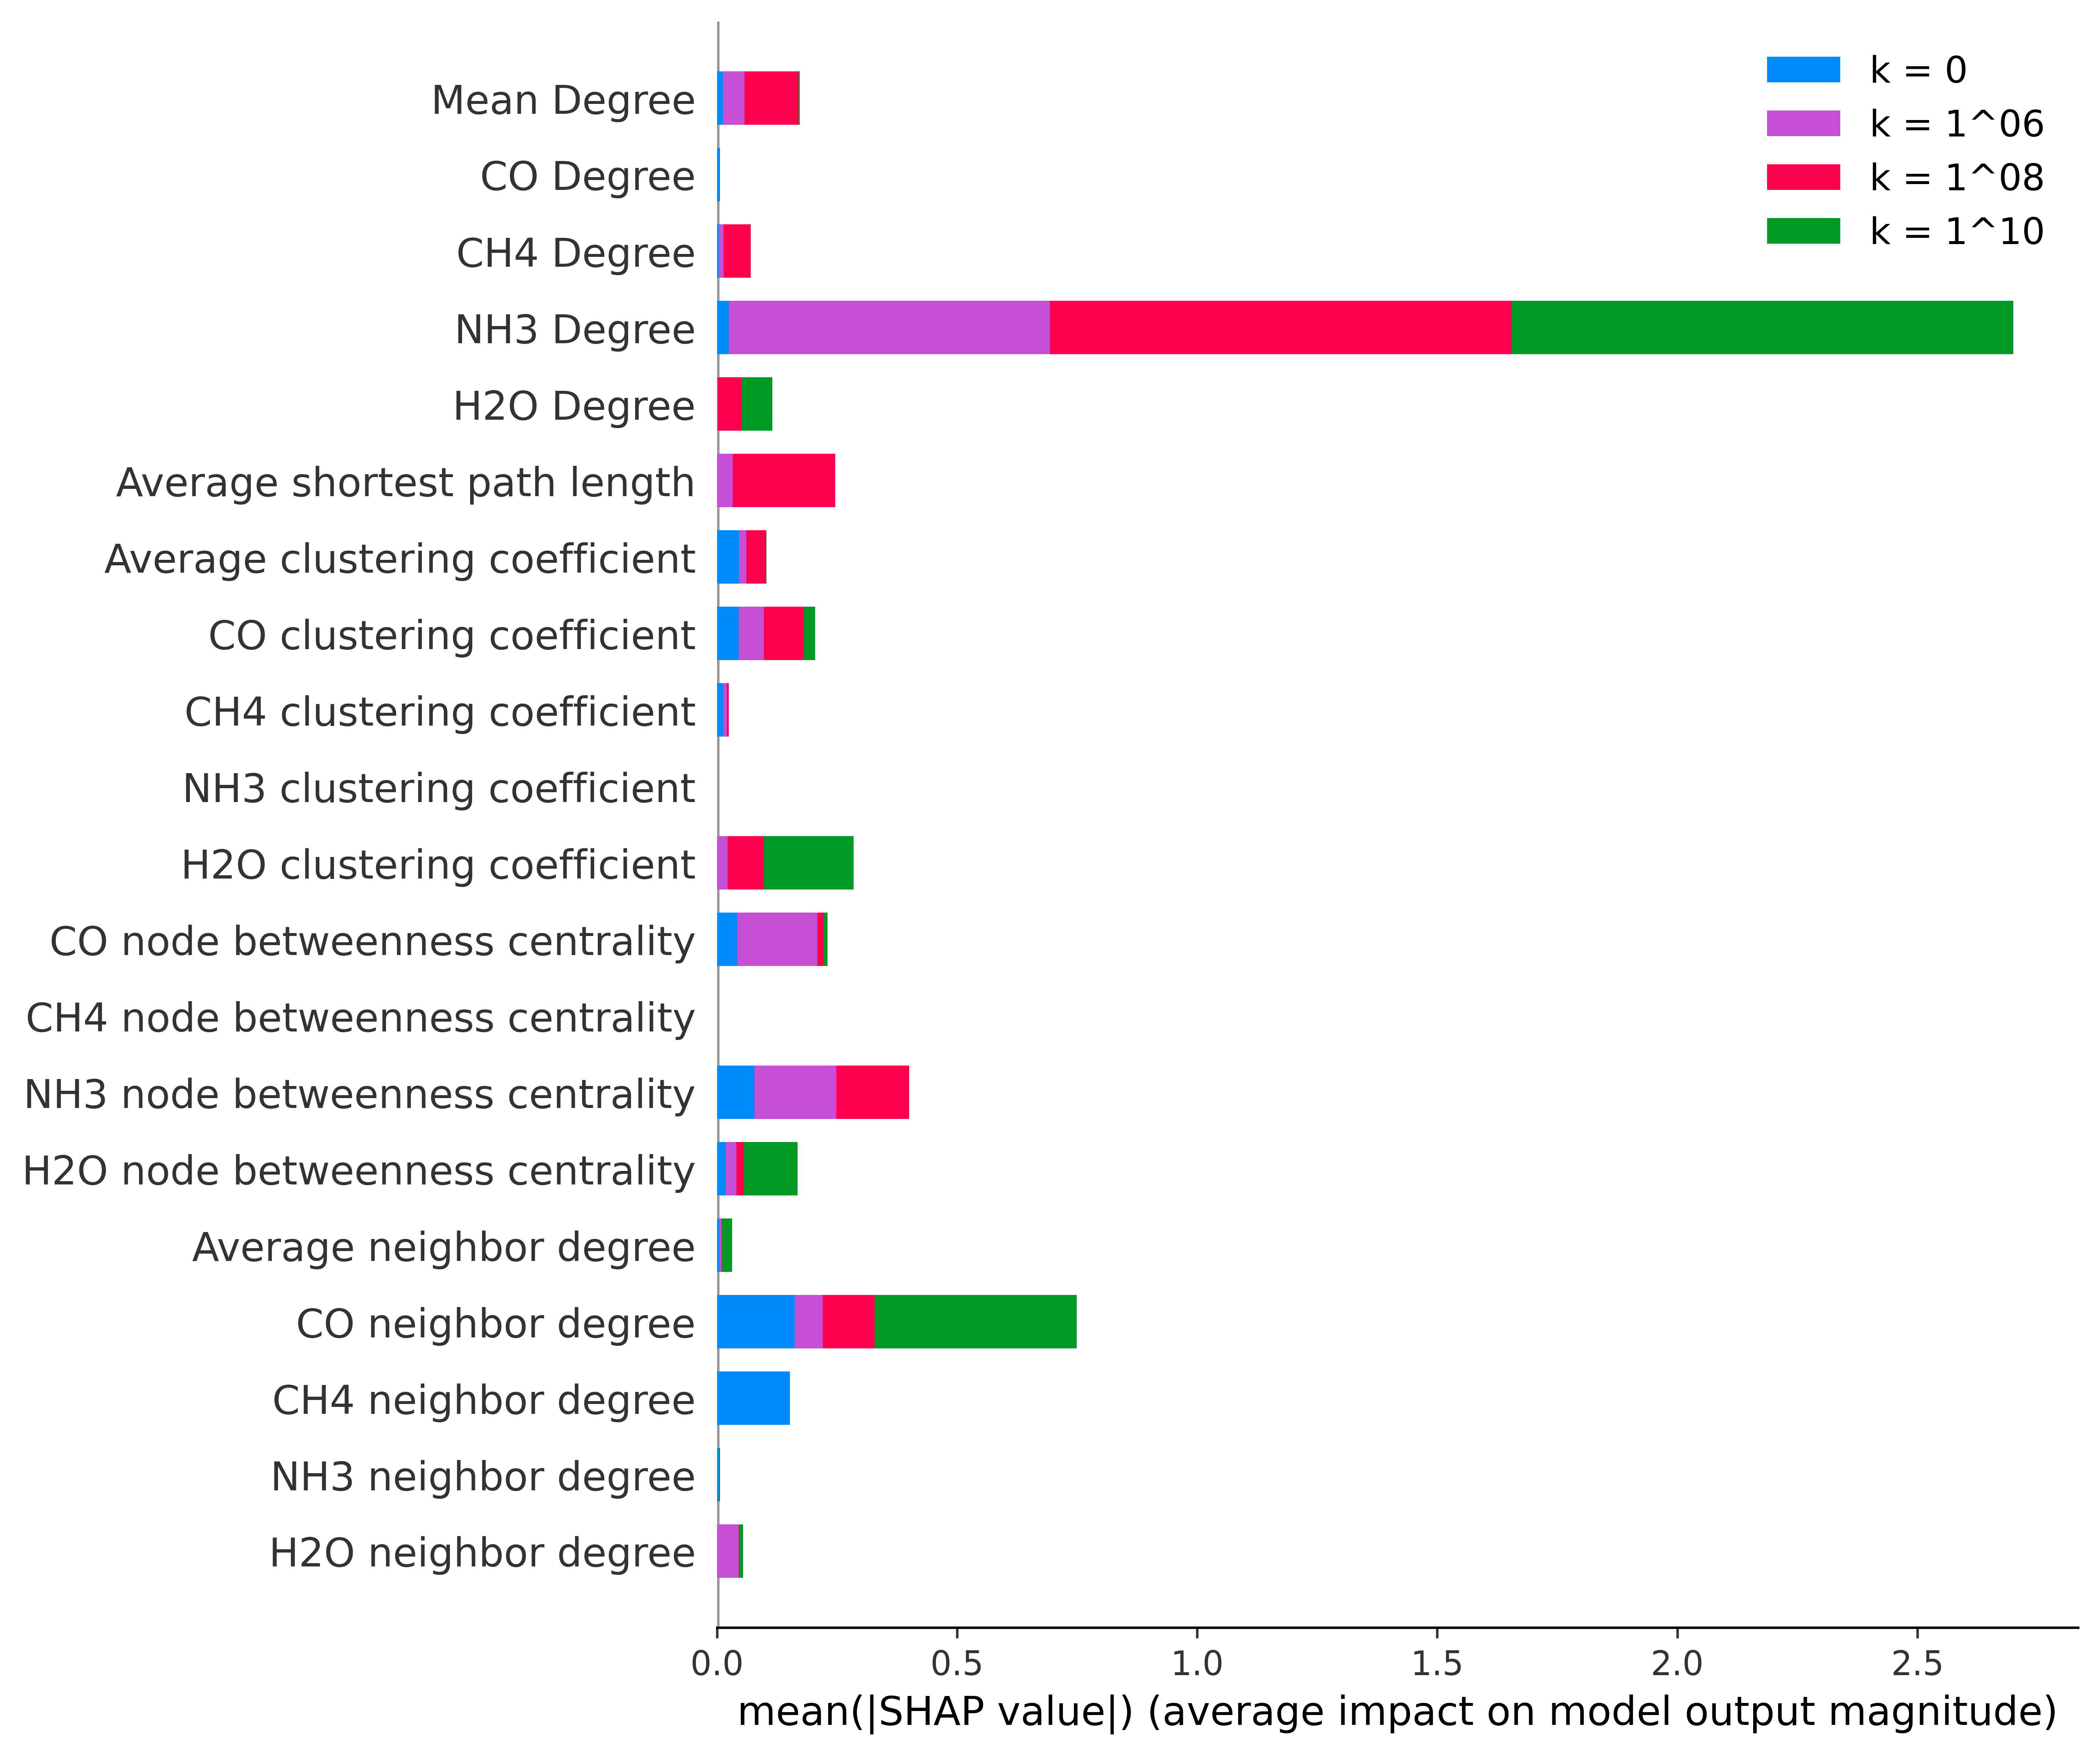 k = 0
k = 1^06
k = 1^08
k = 1^10
Mean Degree
CO Degree
CH4 Degree
NH3 Degree
H2O Degree
Average shortest path length
Average clustering coefficient
CO clustering coefficient
CH4 clustering coefficient
NH3 clustering coefficient
H2O clustering coefficient
CO node betweenness centrality
CH4 node betweenness centrality
NH3 node betweenness centrality
H2O node betweenness centrality
Average neighbor degree
CO neighbor degree
CH4 neighbor degree
NH3 neighbor degree
H2O neighbor degree
0.0 0.5 1.0 1.5 2.0 2.5
mean(|SHAP value|) (average impact on model output magnitude)